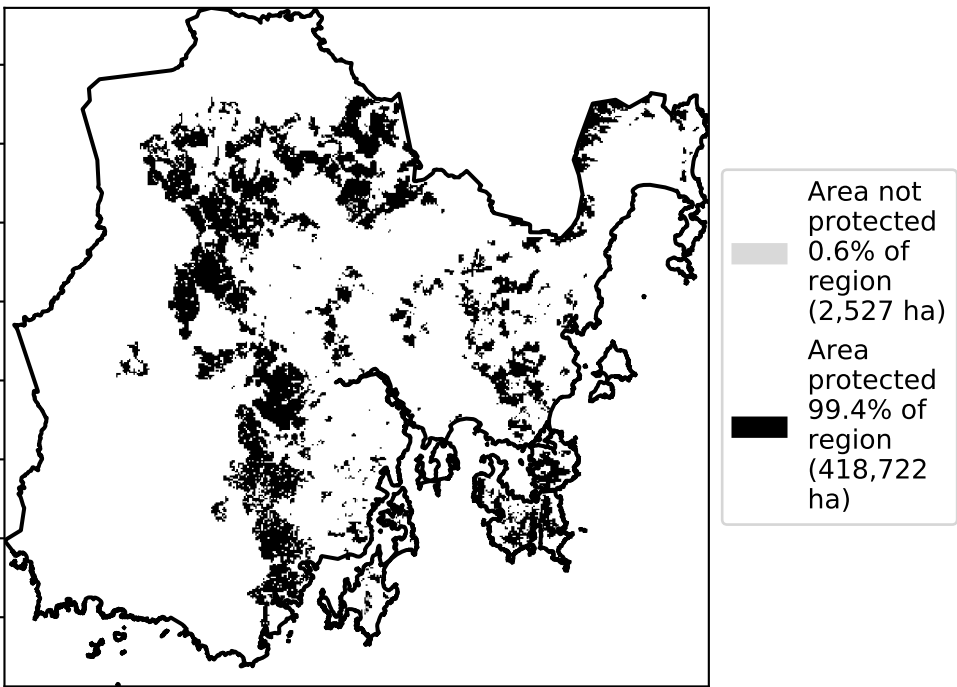 Area not
protected
0.6% of
region
(2,527 ha)
Area
protected
99.4% of
region
(418,722
ha)